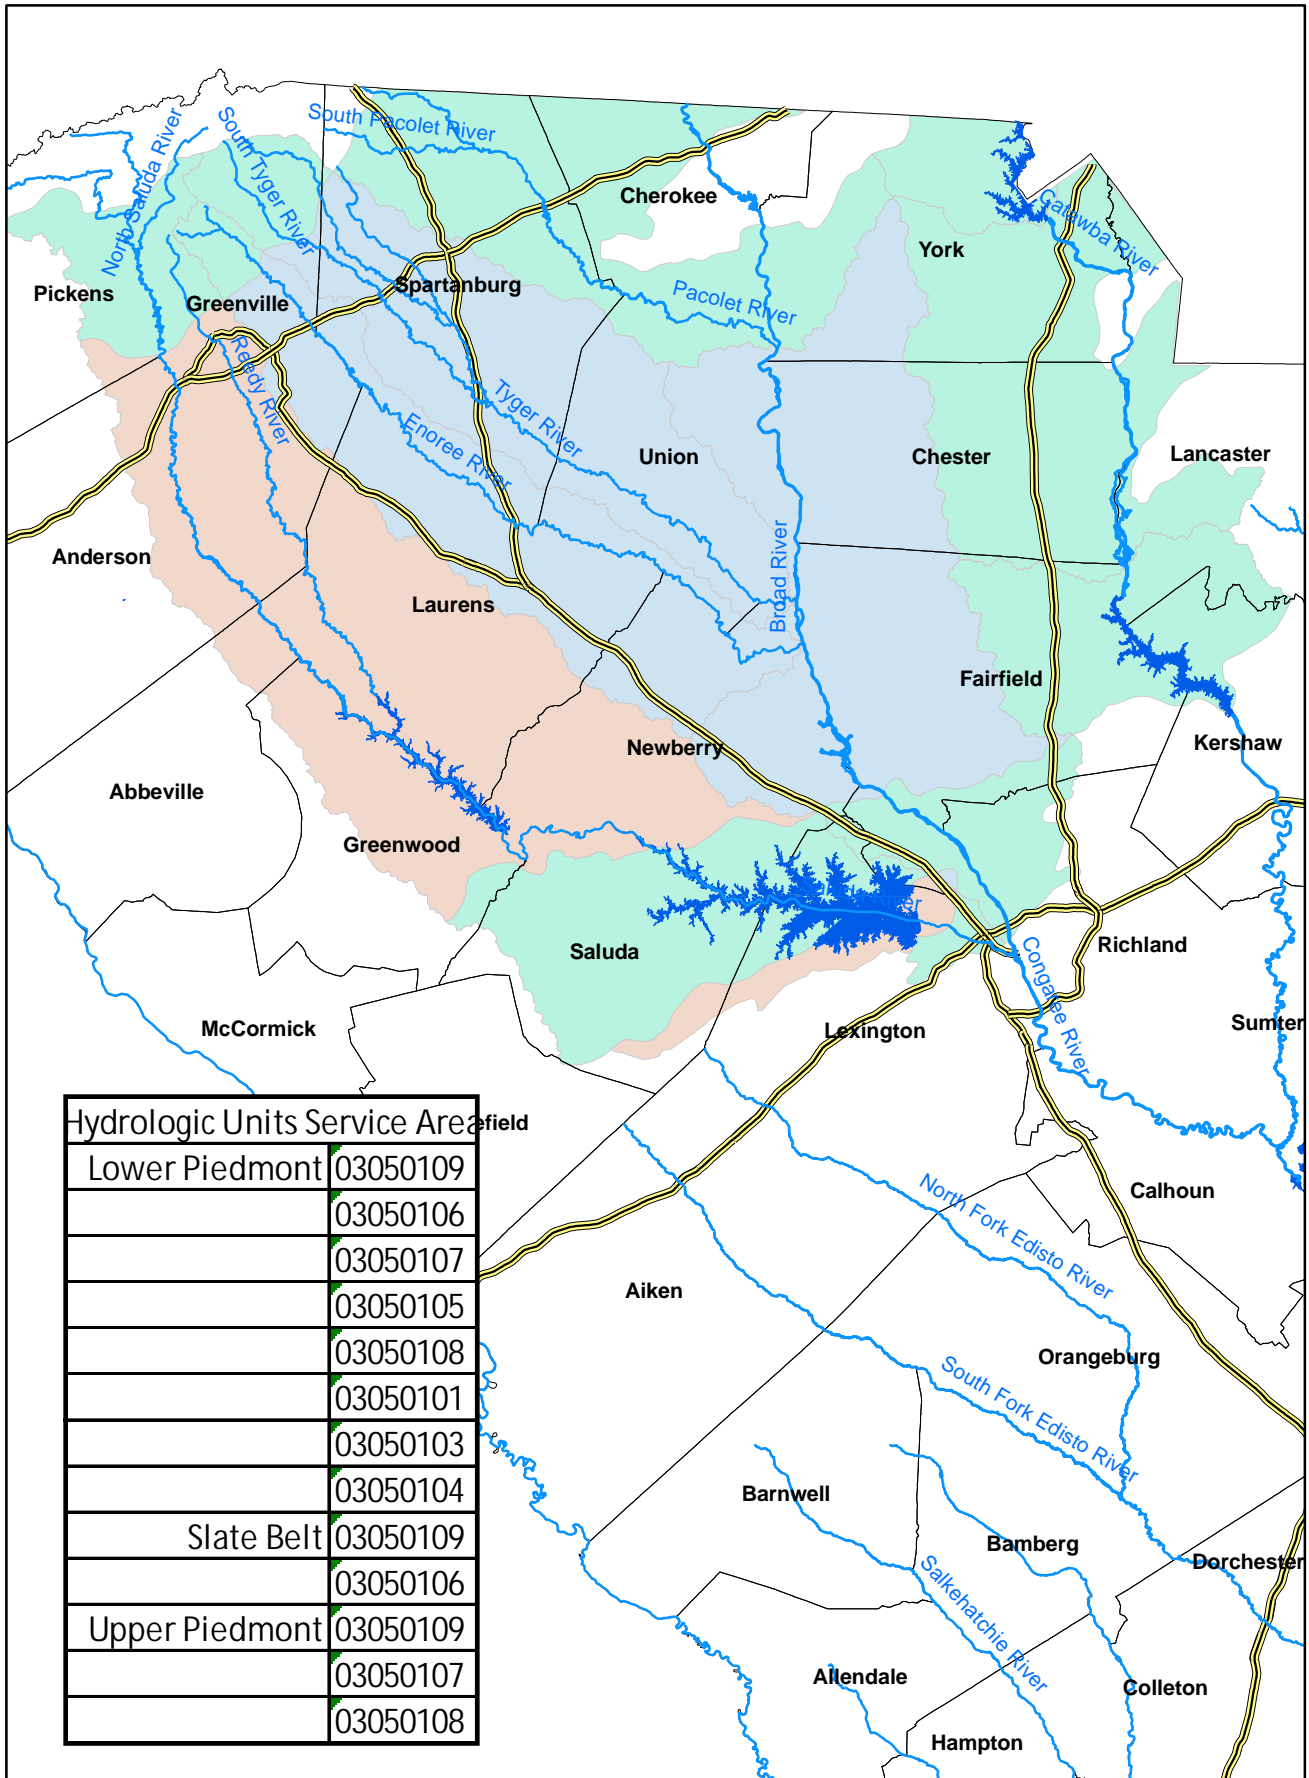 South Pacolet River
North Saluda River
South Tyger River
Cherokee
Catawba River
York
Pickens
Greenville
Spartanburg
Pacolet River
Reedy River
Tyger River
Enoree River
Union
Chester
Lancaster
Broad River
Anderson
Laurens
Fairfield
Newberry
Kershaw
Abbeville
Greenwood
River
Saluda
Richland
Congaree River
McCormick
Lexington
Sumter
Hydrologic Units Service Area
efield
Lower Piedmont 03050109
03050106
03050107
03050105
03050108
03050101
03050103
03050104
Slate Belt 03050109
03050106
Upper Piedmont 03050109
03050107
03050108
North Fork Edisto River
Calhoun
Aiken
Orangeburg
South Fork Edisto River
Barnwell
Bamberg
Dorchester
Salkehatchie River
Allendale
Colleton
Hampton